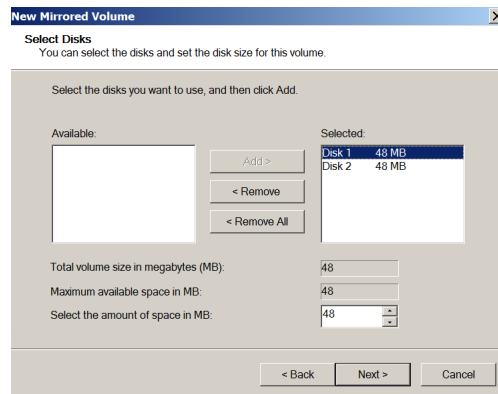 New Mirrored Volume
Select Disks
You can select the disks and set the disk size for this volume.
Select the disks you want to use, and then click Add.
Available:
Selected:
Add >
< Remove
< Remove All
Disk 1 48 MB
Disk 2 48 MB
Total volume size in megabytes (MB): 48
Maximum available space in MB: 48
Select the amount of space in MB: 48
< Back Next > Cancel